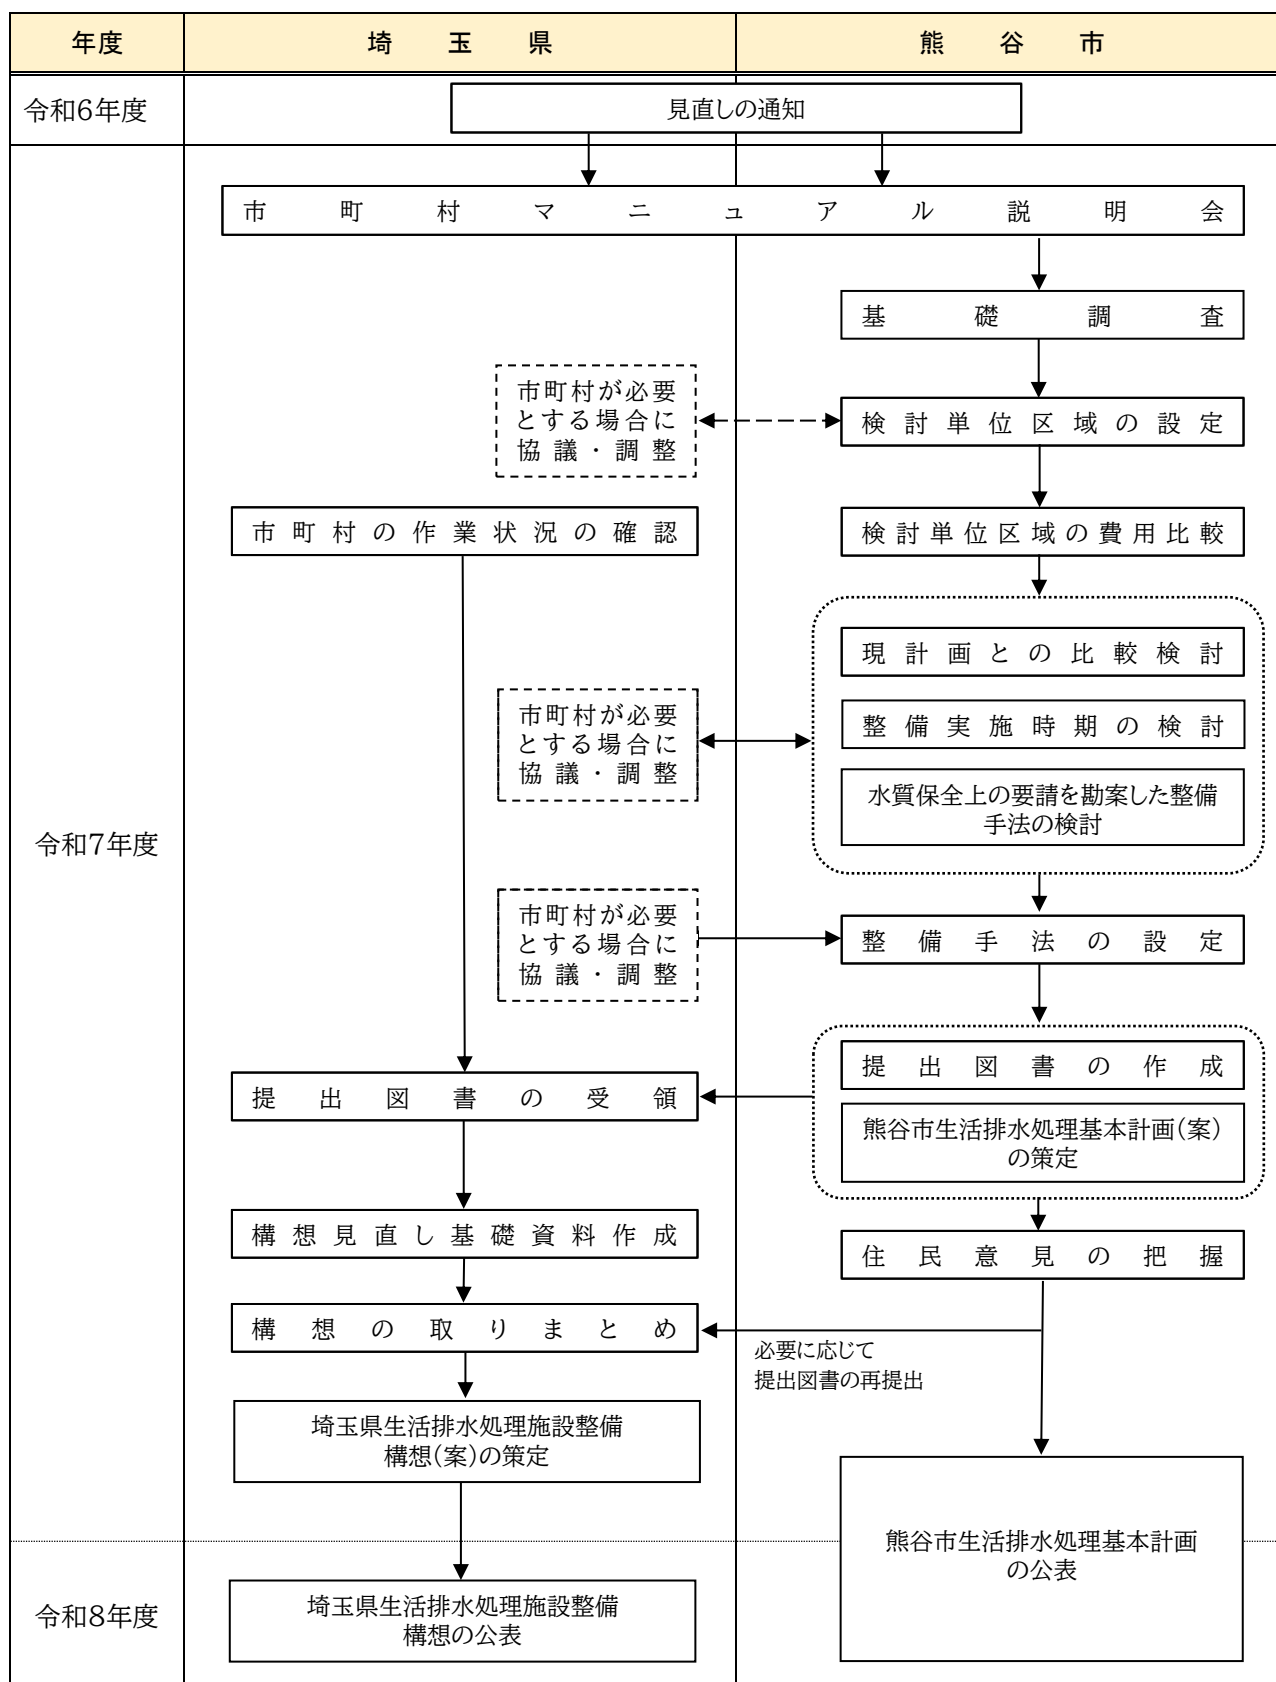 年度
埼玉県
熊谷市
令和6年度
見直しの通知
市町村マニュアル説明会
基礎調査
市町村が必要
とする場合に
協議・調整
検討単位区域の設定
市町村の作業状況の確認
検討単位区域の費用比較
現計画との比較検討
市町村が必要
とする場合に
協議・調整
整備実施時期の検討
水質保全上の要請を勘案した整備
手法の検討
令和7年度
市町村が必要
とする場合に
協議・調整
整備手法の設定
提出図書の作成
提出図書の受領
熊谷市生活排水処理基本計画(案)
の策定
構想見直し基礎資料作成
住民意見の把握
構想の取りまとめ
必要に応じて
提出図書の再提出
埼玉県生活排水処理施設整備
構想(案)の策定
熊谷市生活排水処理基本計画
の公表
令和8年度
埼玉県生活排水処理施設整備
構想の公表